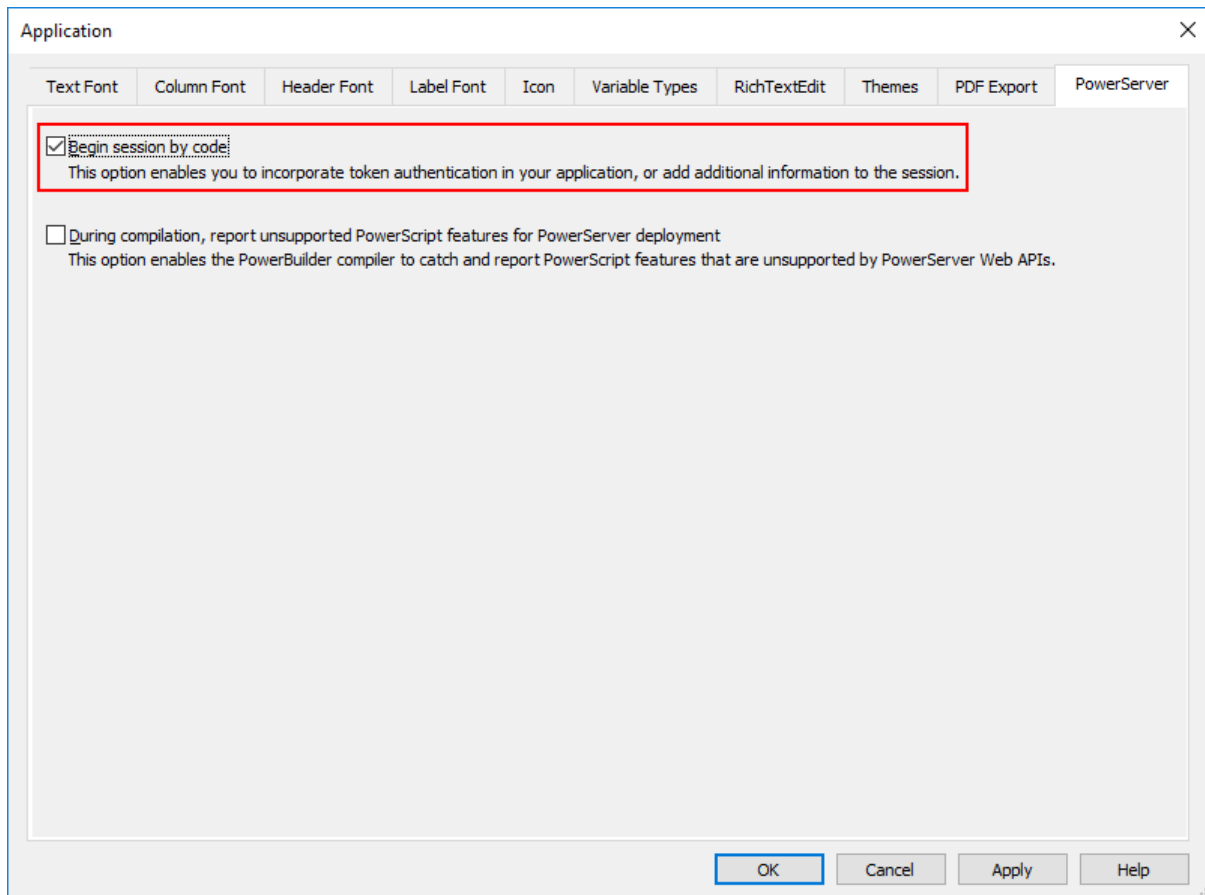 Application
Text Font Column Font Header Font Label Font Icon Variable Types RichTextEdit Themes PDF Export PowerServer
Begin session by code
This option enables you to incorporate token authentication in your application, or add additional information to the session.
During compilation, report unsupported PowerScript features for PowerServer deployment
This option enables the PowerBuilder compiler to catch and report PowerScript features that are unsupported by PowerServer Web APIs.
OK Cancel Apply Help